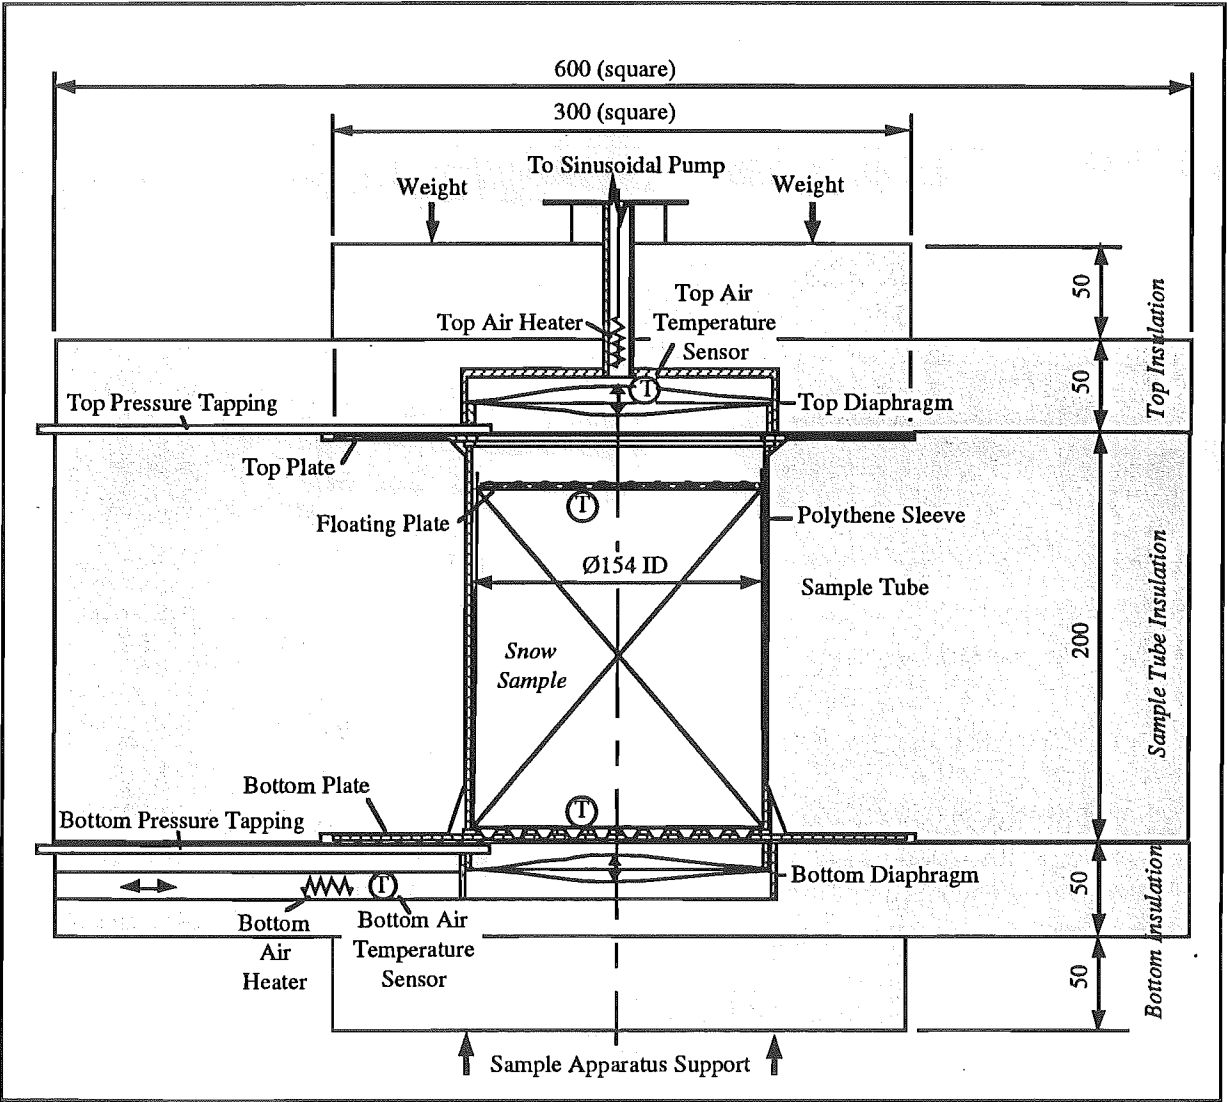 600 (square)
300 (square)
To Sinusoidal Pump
Weight
Weight
50
Top Air
Temperature
Sensor
Top Air Heater
T
50
Top Insulation
Top Pressure Tapping
Top Diaphragm
Top Plate
Floating Plate
T
Polythene Sleeve
Ø154 ID
Sample Tube
Snow
Sample
200
Sample Tube Insulation
Bottom Plate
T
Bottom Pressure Tapping
T
Bottom Diaphragm
50
Bottom
Air
Heater
Bottom Air
Temperature
Sensor
50
Bottom Insulation
Sample Apparatus Support